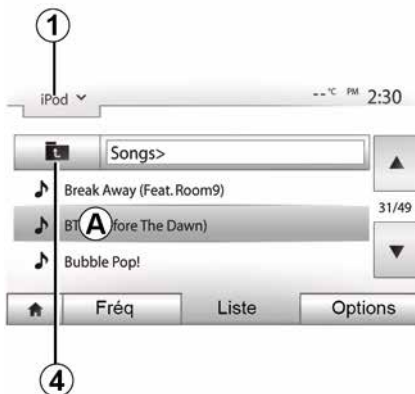 1
iPod
--°C PM 2:30
Songs>
Break Away (Feat. Room9)
31/49
BT A fore The Dawn)
Bubble Pop!
Fréq Liste Options
4